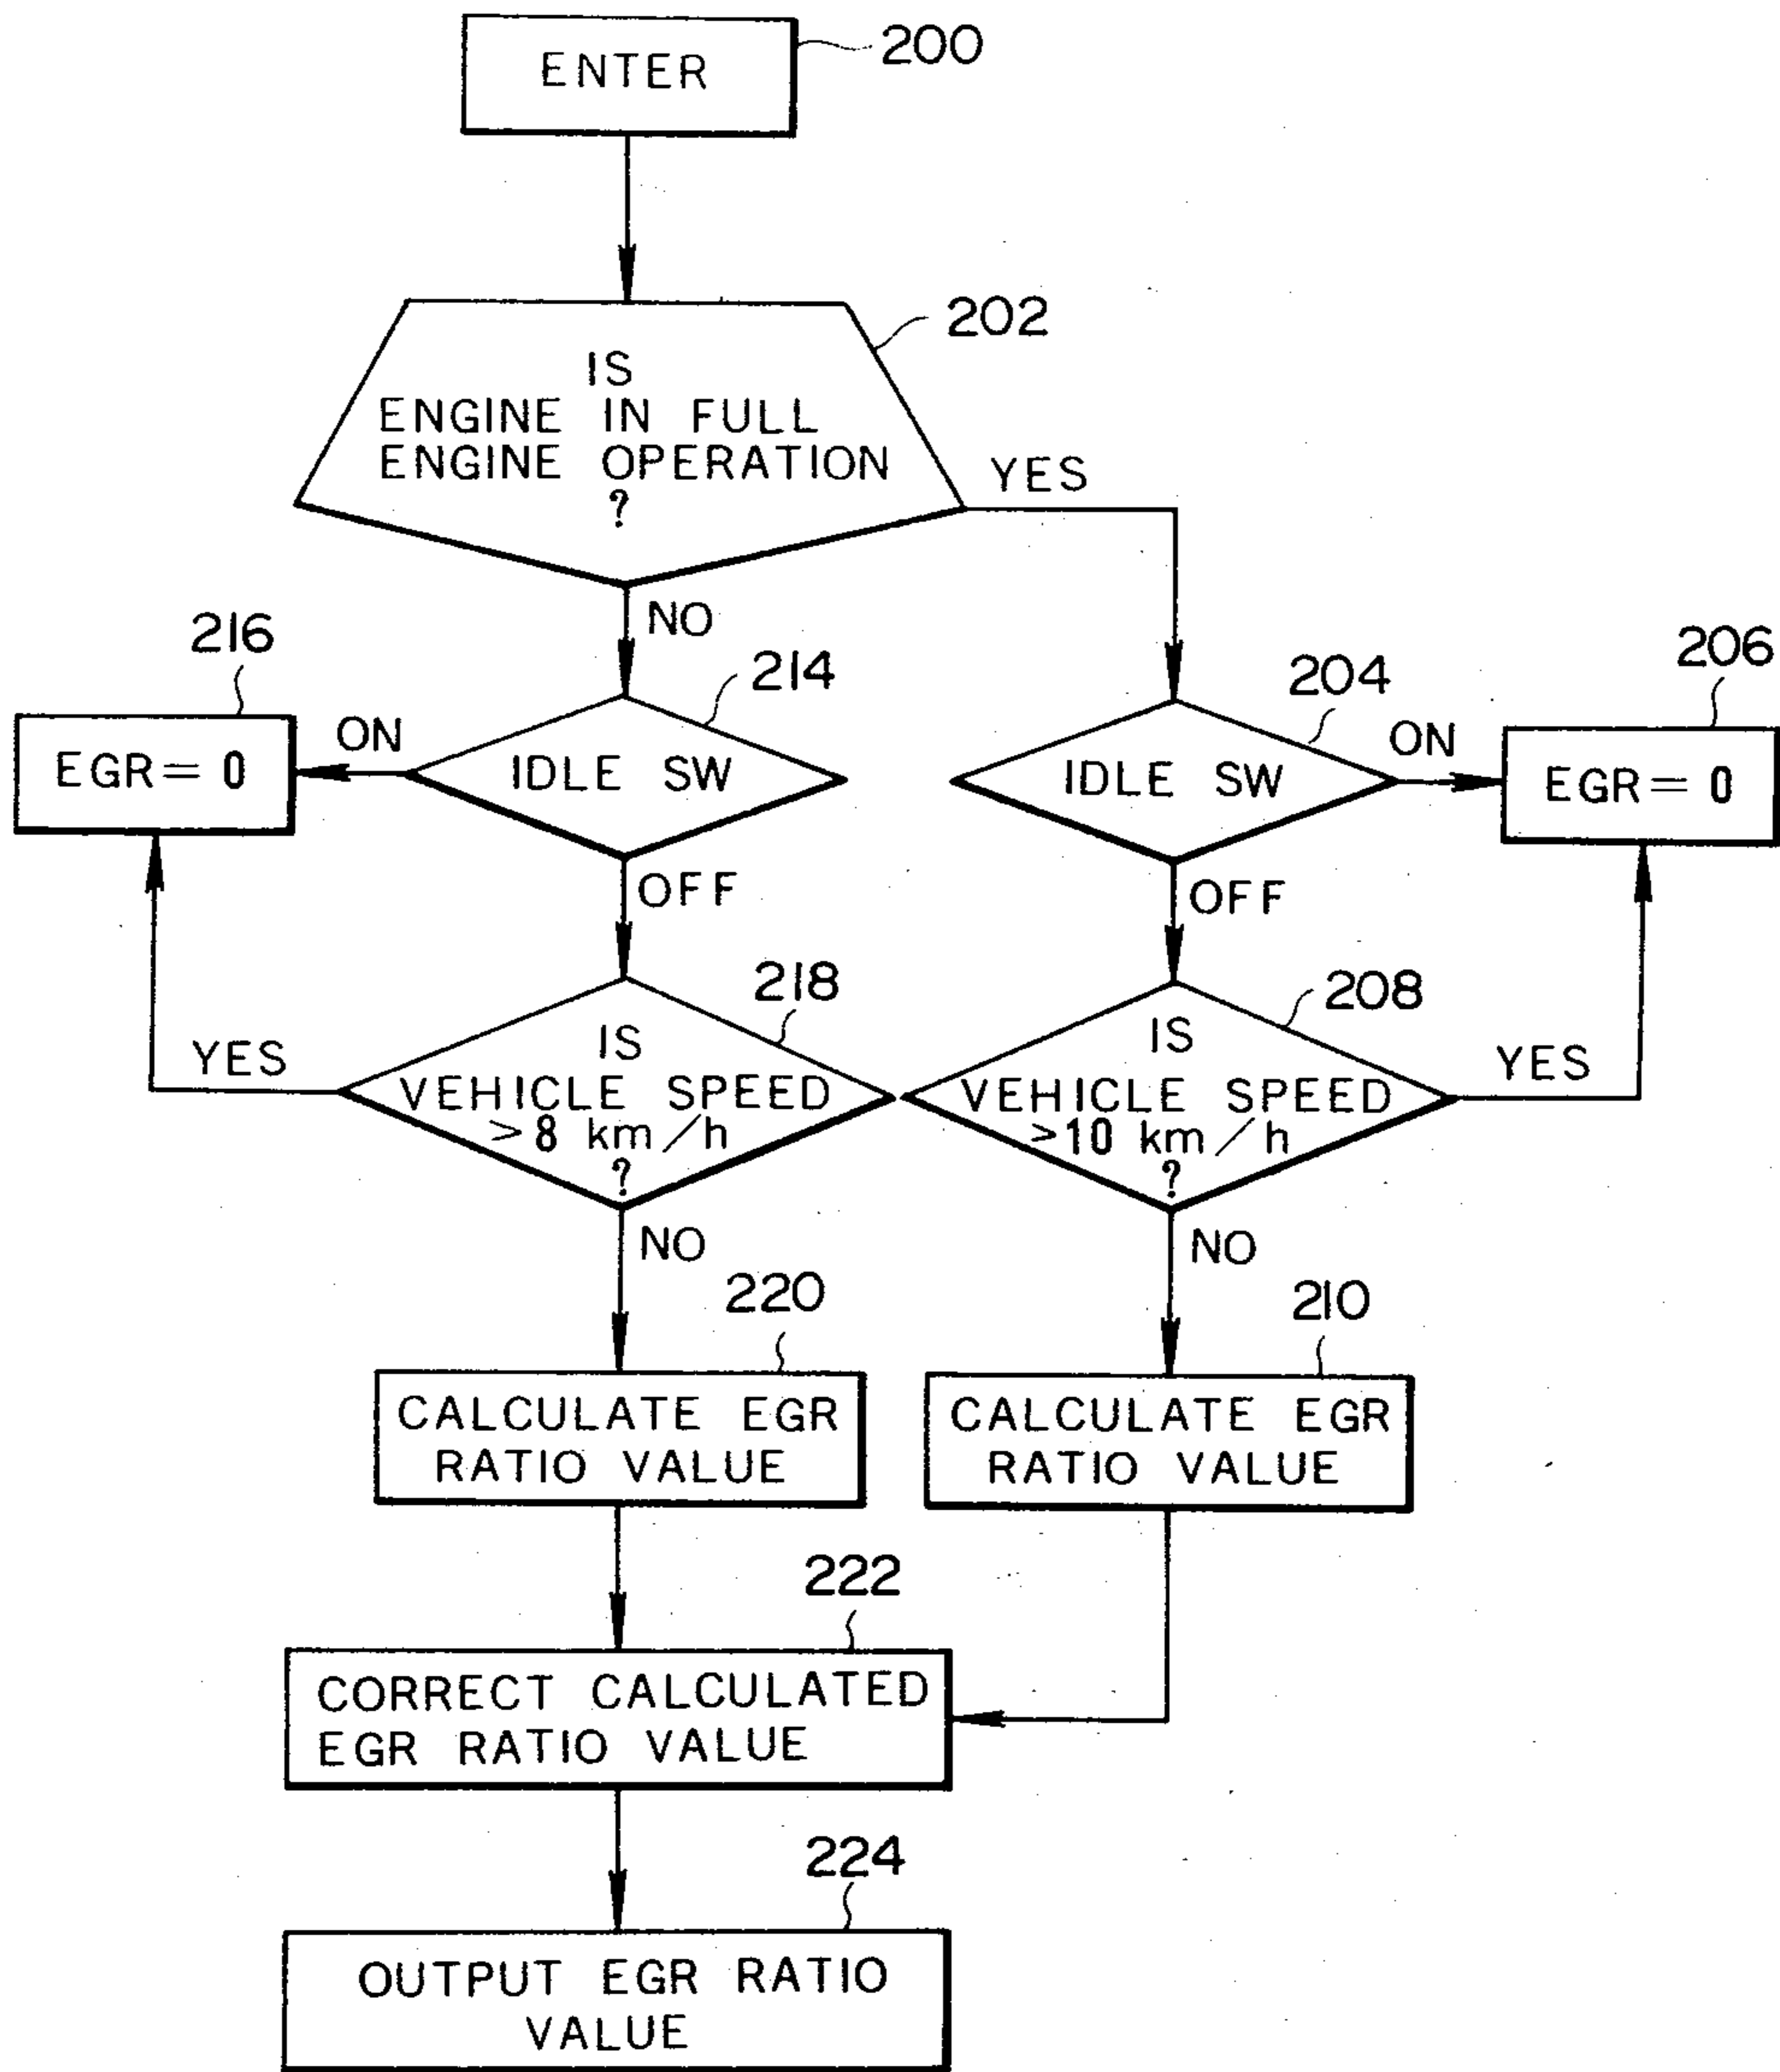 ENTER
200
202
IS
ENGINE IN FULL
ENGINE OPERATION
?
YES
NO
216
214
204
206
EGR = 0
ON
IDLE SW
IDLE SW
ON
EGR = 0
OFF
OFF
218
208
YES
IS
VEHICLE SPEED
>8 km/h
?
IS
VEHICLE SPEED
>10 km/h
?
YES
NO
NO
220
210
CALCULATE EGR
RATIO VALUE
CALCULATE EGR
RATIO VALUE
222
CORRECT CALCULATED
EGR RATIO VALUE
224
OUTPUT EGR RATIO
VALUE